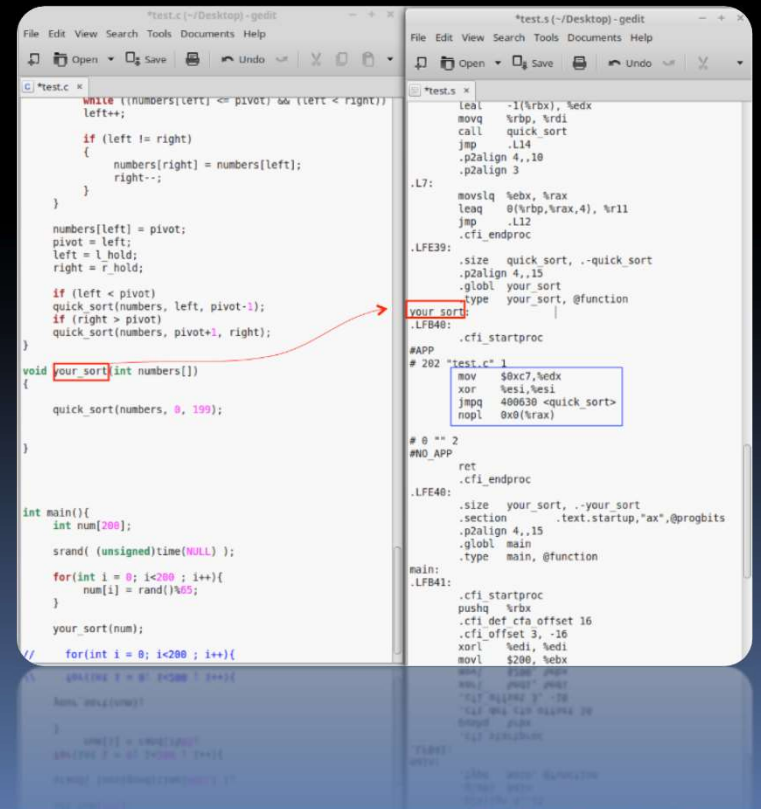 *test.c (~/Desktop) - gedit
File Edit View Search Tools Documents Help
Open Save Undo
*test.c ×
while ((numbers[left] <= pivot) && (left < right))
left++;
if (left != right)
{
numbers[right] = numbers[left];
right--;
}
}
numbers[left] = pivot;
pivot = left;
left = l_hold;
right = r_hold;
if (left < pivot)
quick_sort(numbers, left, pivot-1);
if (right > pivot)
quick_sort(numbers, pivot+1, right);
}
void your_sort(int numbers[])
{
quick_sort(numbers, 0, 199);
}
int main(){
int num[200];
srand( (unsigned)time(NULL) );
for(int i = 0; i<200 ; i++){
num[i] = rand()%65;
}
your_sort(num);
// for(int i = 0; i<200 ; i++){
*test.s (~/Desktop) - gedit
File Edit View Search Tools Documents Help
Open Save Undo
*test.s ×
leal -1(%rbx), %edx
movq %rbp, %rdi
call quick_sort
jmp .L14
.p2align 4,,10
.p2align 3
.L7:
movslq %ebx, %rax
leaq 0(%rbp,%rax,4), %r11
jmp .L12
.cfi_endproc
.LFE39:
.size quick_sort, .-quick_sort
.p2align 4,,15
.globl your_sort
.type your_sort, @function
your_sort:
.LFB40:
.cfi_startproc
#APP
# 202 "test.c" 1
mov $0xc7,%edx
xor %esi,%esi
jmpq 400630 <quick_sort>
nopl 0x0(%rax)
# 0 "" 2
#NO_APP
ret
.cfi_endproc
.LFE40:
.size your_sort, .-your_sort
.section .text.startup,"ax",@progbits
.p2align 4,,15
.globl main
.type main, @function
main:
.LFB41:
.cfi_startproc
pushq %rbx
.cfi_def_cfa_offset 16
.cfi_offset 3, -16
xorl %edi, %edi
movl $200, %ebx